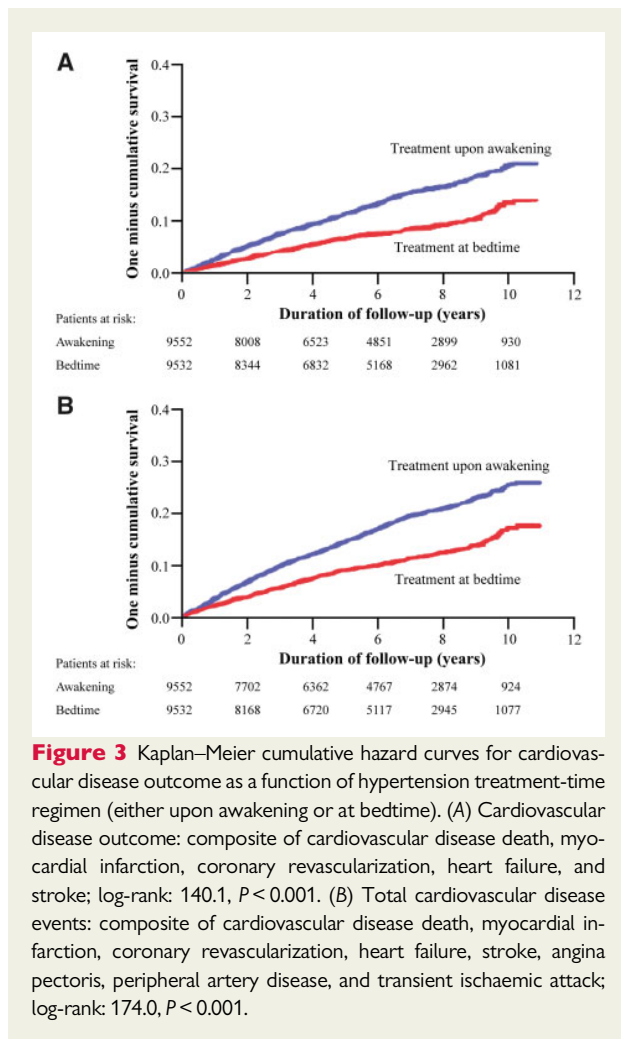 A
One minus cumulative survival
0.4
0.3
0.2
0.1
0.0
Treatment upon awakening
Treatment at bedtime
0 2 4 6 8 10 12
Duration of follow-up (years)
Patients at risk:
Awakening 9552 8008 6523 4851 2899 930
Bedtime 9532 8344 6832 5168 2962 1081
B
One minus cumulative survival
0.4
0.3
0.2
0.1
0.0
Treatment upon awakening
Treatment at bedtime
0 2 4 6 8 10 12
Duration of follow-up (years)
Patients at risk:
Awakening 9552 7702 6362 4767 2874 924
Bedtime 9532 8168 6720 5117 2945 1077
Figure 3 Kaplan–Meier cumulative hazard curves for cardiovas-
cular disease outcome as a function of hypertension treatment-time
regimen (either upon awakening or at bedtime). (A) Cardiovascular
disease outcome: composite of cardiovascular disease death, myo-
cardial infarction, coronary revascularization, heart failure, and
stroke; log-rank: 140.1, P < 0.001. (B) Total cardiovascular disease
events: composite of cardiovascular disease death, myocardial in-
farction, coronary revascularization, heart failure, stroke, angina
pectoris, peripheral artery disease, and transient ischaemic attack;
log-rank: 174.0, P < 0.001.